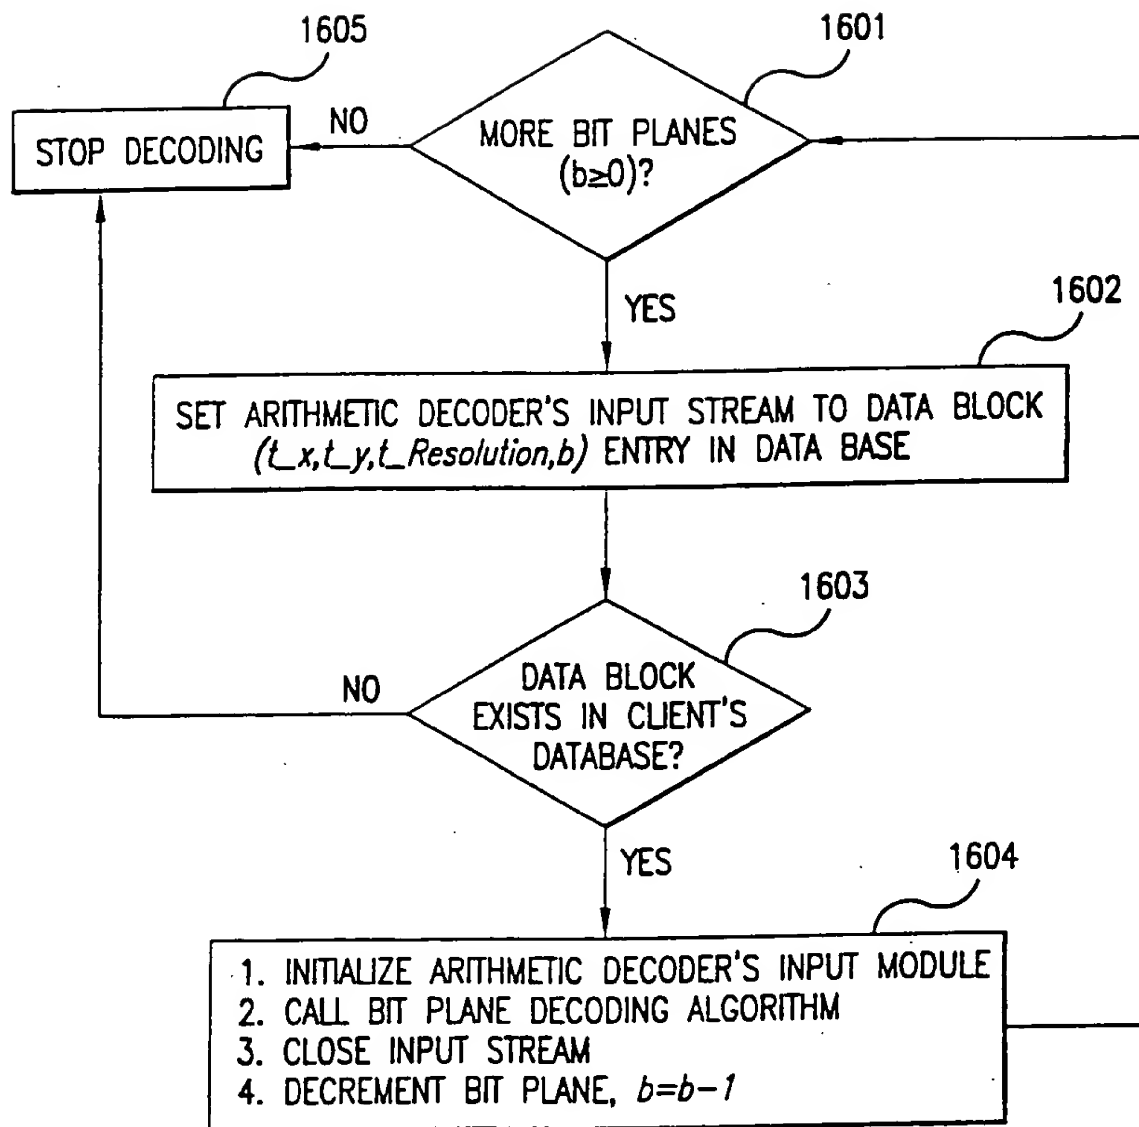 1605
1601
STOP DECODING
NO
MORE BIT PLANES
(b≥0)?
YES
1602
SET ARITHMETIC DECODER'S INPUT STREAM TO DATA BLOCK
(t_x,t_y,t_Resolution,b) ENTRY IN DATA BASE
1603
NO
DATA BLOCK
EXISTS IN CLIENT'S
DATABASE?
YES
1604
1. INITIALIZE ARITHMETIC DECODER'S INPUT MODULE
2. CALL BIT PLANE DECODING ALGORITHM
3. CLOSE INPUT STREAM
4. DECREMENT BIT PLANE, b=b-1